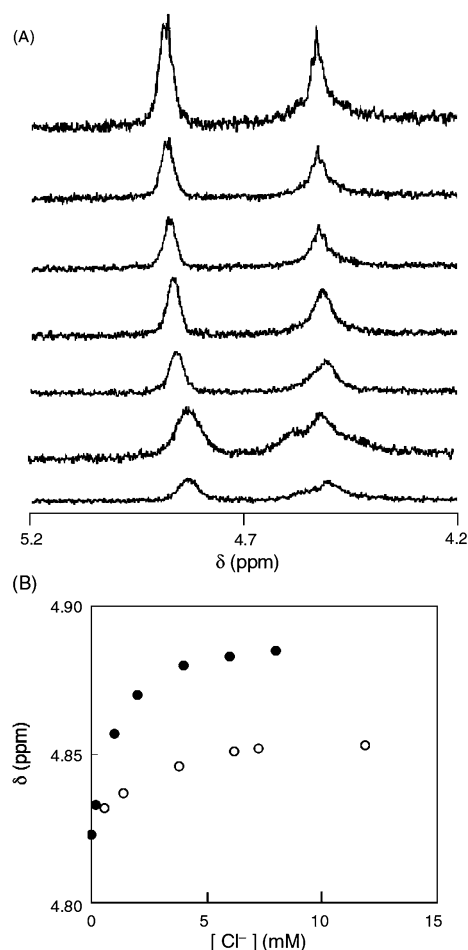 (A)
5.2 4.7 4.2
δ (ppm)
(B)
4.90
4.85
4.80
δ (ppm)
0 5 10 15
[ Cl⁻ ] (mM)